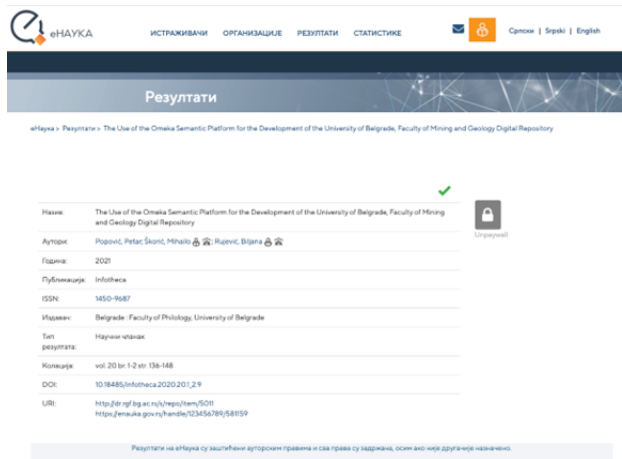 еНАУКА
ИСТРАЖИВАЧИ ОРГАНИЗАЦИЈЕ РЕЗУЛТАТИ СТАТИСТИКЕ
Српски | Srpski | English
Резултати
еНаука > Резултати > The Use of the Omeka Semantic Platform for the Development of the University of Belgrade, Faculty of Mining and Geology Digital Repository
Назив: The Use of the Omeka Semantic Platform for the Development of the University of Belgrade, Faculty of Mining
and Geology Digital Repository
Unpaywall
Аутори: Popović, Petar; Škorić, Mihailo; Rujević, Biljana
Година: 2021
Публикација: Infotheca
ISSN: 1450-9687
Издавач: Belgrade : Faculty of Philology, University of Belgrade
Тип
резултата: Научни чланак
Колација: vol. 20 br. 1-2 str. 136-148
DOI: 10.18485/infotheca.2020.20.1_2.9
URI: http://dr.rgf.bg.ac.rs/s/repo/item/5011
https://enauka.gov.rs/handle/123456789/581159
Резултати на еНаука су заштићени ауторским правима и сва права су задржана, осим ако није другачије назначено.